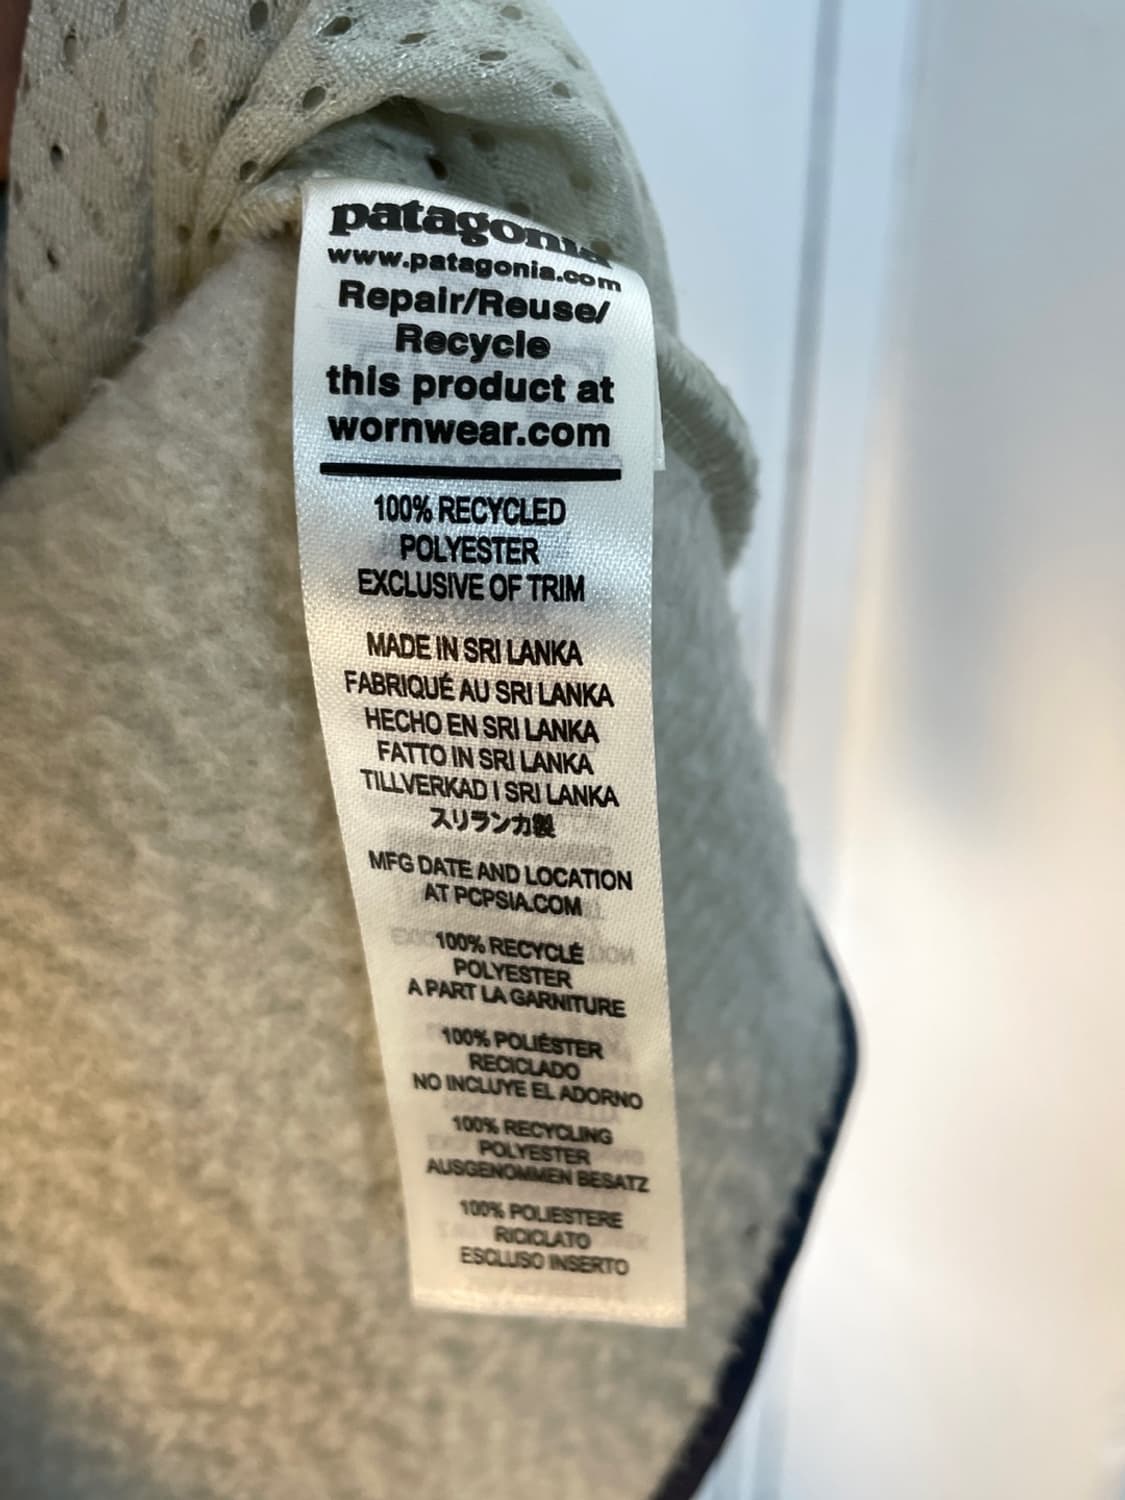 patagonia
www.patagonia.com
Repair/Reuse/
Recycle
this product at
wornwear.com
100% RECYCLED
POLYESTER
EXCLUSIVE OF TRIM
MADE IN SRI LANKA
FABRIQUÉ AU SRI LANKA
HECHO EN SRI LANKA
FATTO IN SRI LANKA
TILLVERKAD I SRI LANKA
スリランカ製
MFG DATE AND LOCATION
AT PCPSIA.COM
100% RECYCLÉ
POLYESTER
A PART LA GARNITURE
100% POLIÉSTER
RECICLADO
NO INCLUYE EL ADORNO
100% RECYCLING
POLYESTER
AUSGENOMMEN BESATZ
100% POLIESTERE
RICICLATO
ESCLUSO INSERTO